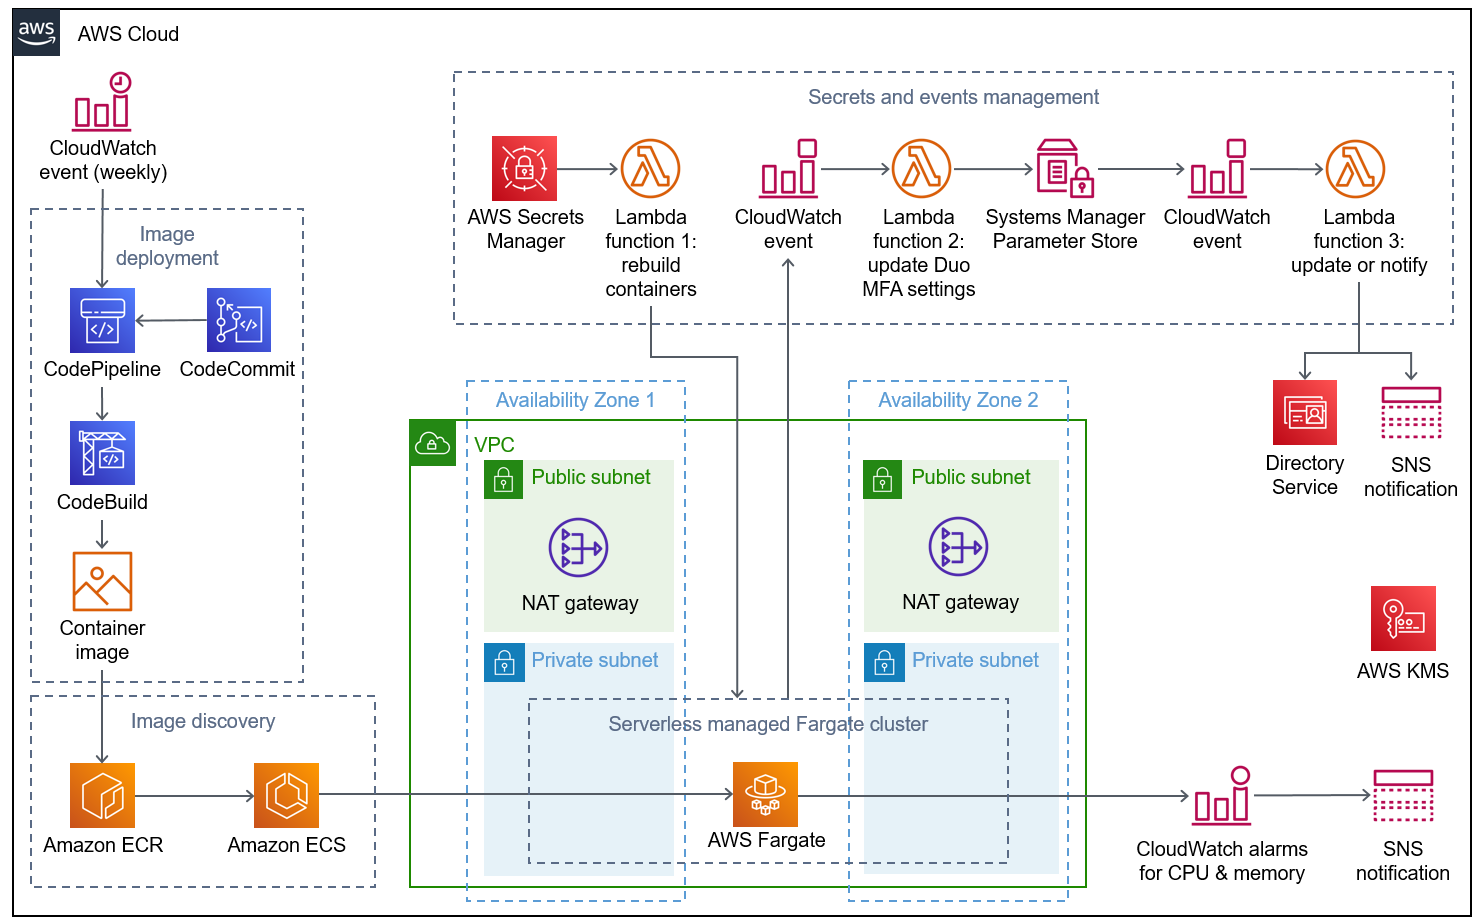 aws
AWS Cloud
CloudWatch
event (weekly)
Image
deployment
CodePipeline
CodeCommit
CodeBuild
Container
image
Image discovery
Amazon ECR
Amazon ECS
Secrets and events management
AWS Secrets
Manager
Lambda
function 1:
rebuild
containers
CloudWatch
event
Lambda
function 2:
update Duo
MFA settings
Systems Manager
Parameter Store
CloudWatch
event
Lambda
function 3:
update or notify
Directory
Service
SNS
notification
AWS KMS
Availability Zone 1
Availability Zone 2
VPC
Public subnet
NAT gateway
Public subnet
NAT gateway
Private subnet
Private subnet
Serverless managed Fargate cluster
AWS Fargate
CloudWatch alarms
for CPU & memory
SNS
notification